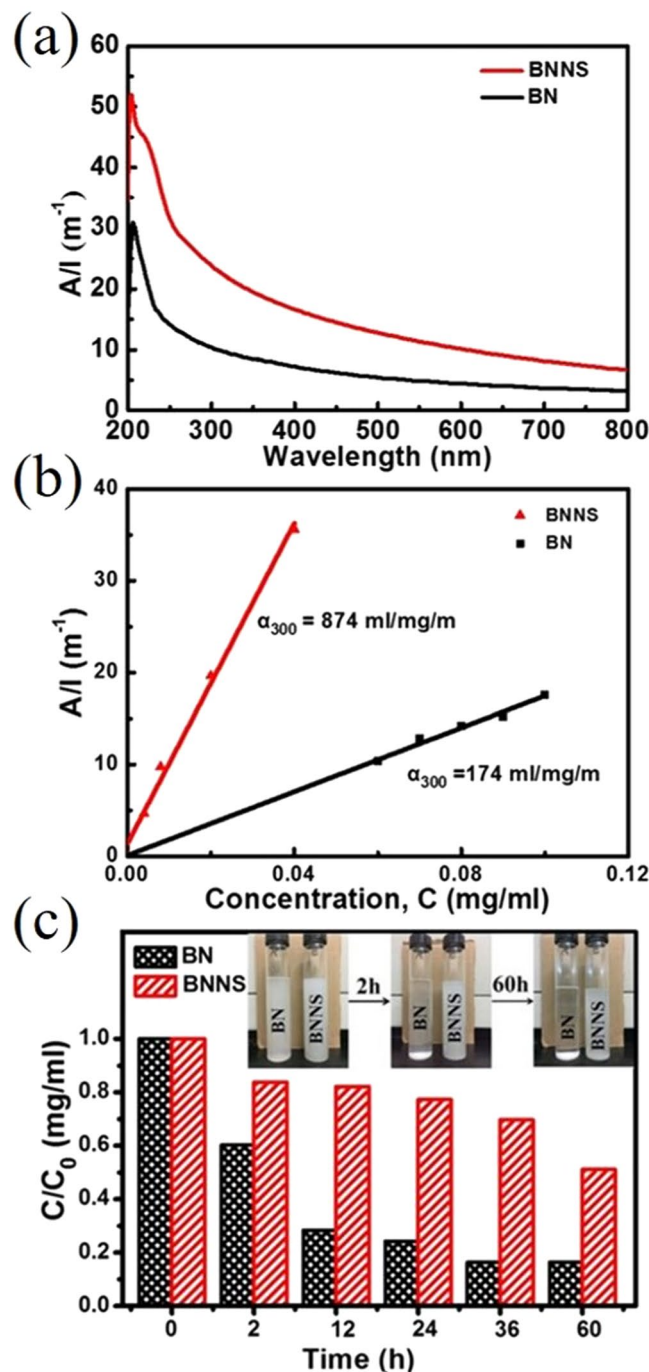 (a)
60
50
40
30
20
10
0
A/I (m⁻¹)
BNNS
BN
200 300 400 500 600 700 800
Wavelength (nm)
(b)
40
30
20
10
0
A/I (m⁻¹)
BNNS
BN
α₃₀₀ = 874 ml/mg/m
α₃₀₀ =174 ml/mg/m
0.00 0.04 0.08 0.12
Concentration, C (mg/ml)
(c)
BN
BNNS
BN
BNNS
2h
BN
BNNS
60h
BN
BNNS
1.0
0.8
0.6
0.4
0.2
0.0
C/C₀ (mg/ml)
0 2 12 24 36 60
Time (h)